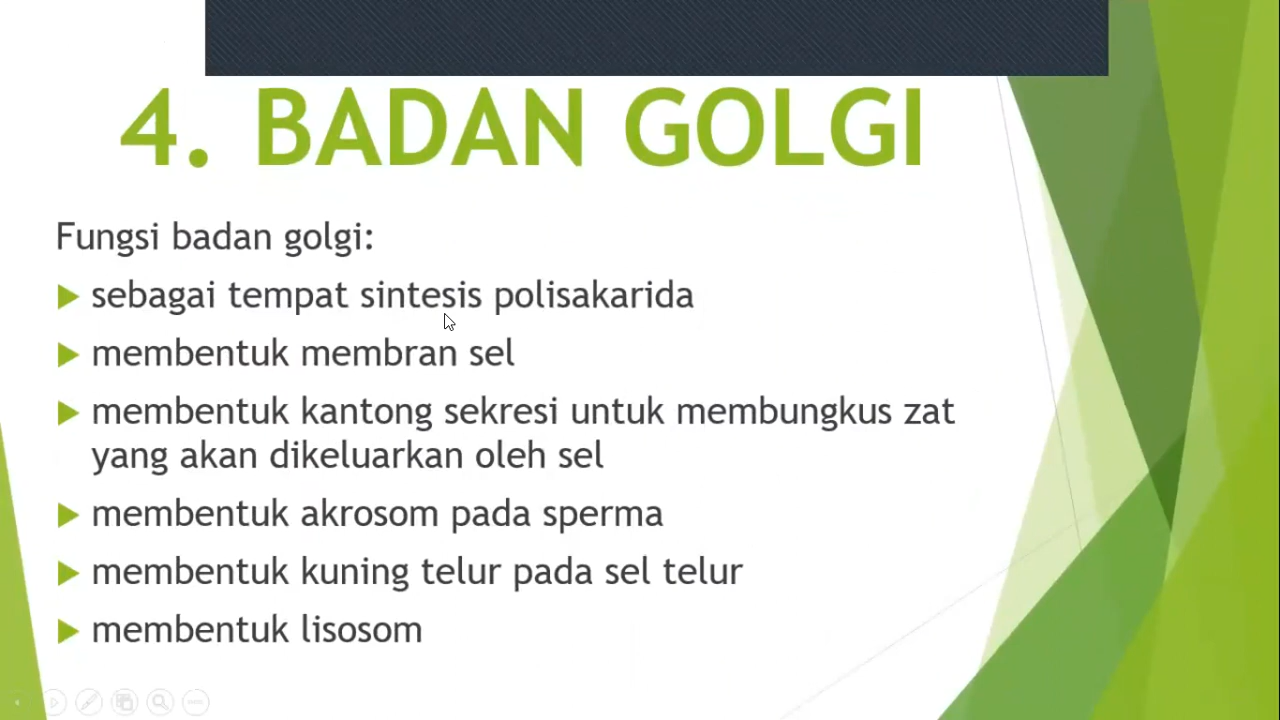 4. BADAN GOLGI
Fungsi badan golgi:
sebagai tempat sintesis polisakarida
membentuk membran sel
membentuk kantong sekresi untuk membungkus zat
yang akan dikeluarkan oleh sel
membentuk akrosom pada sperma
membentuk kuning telur pada sel telur
membentuk lisosom